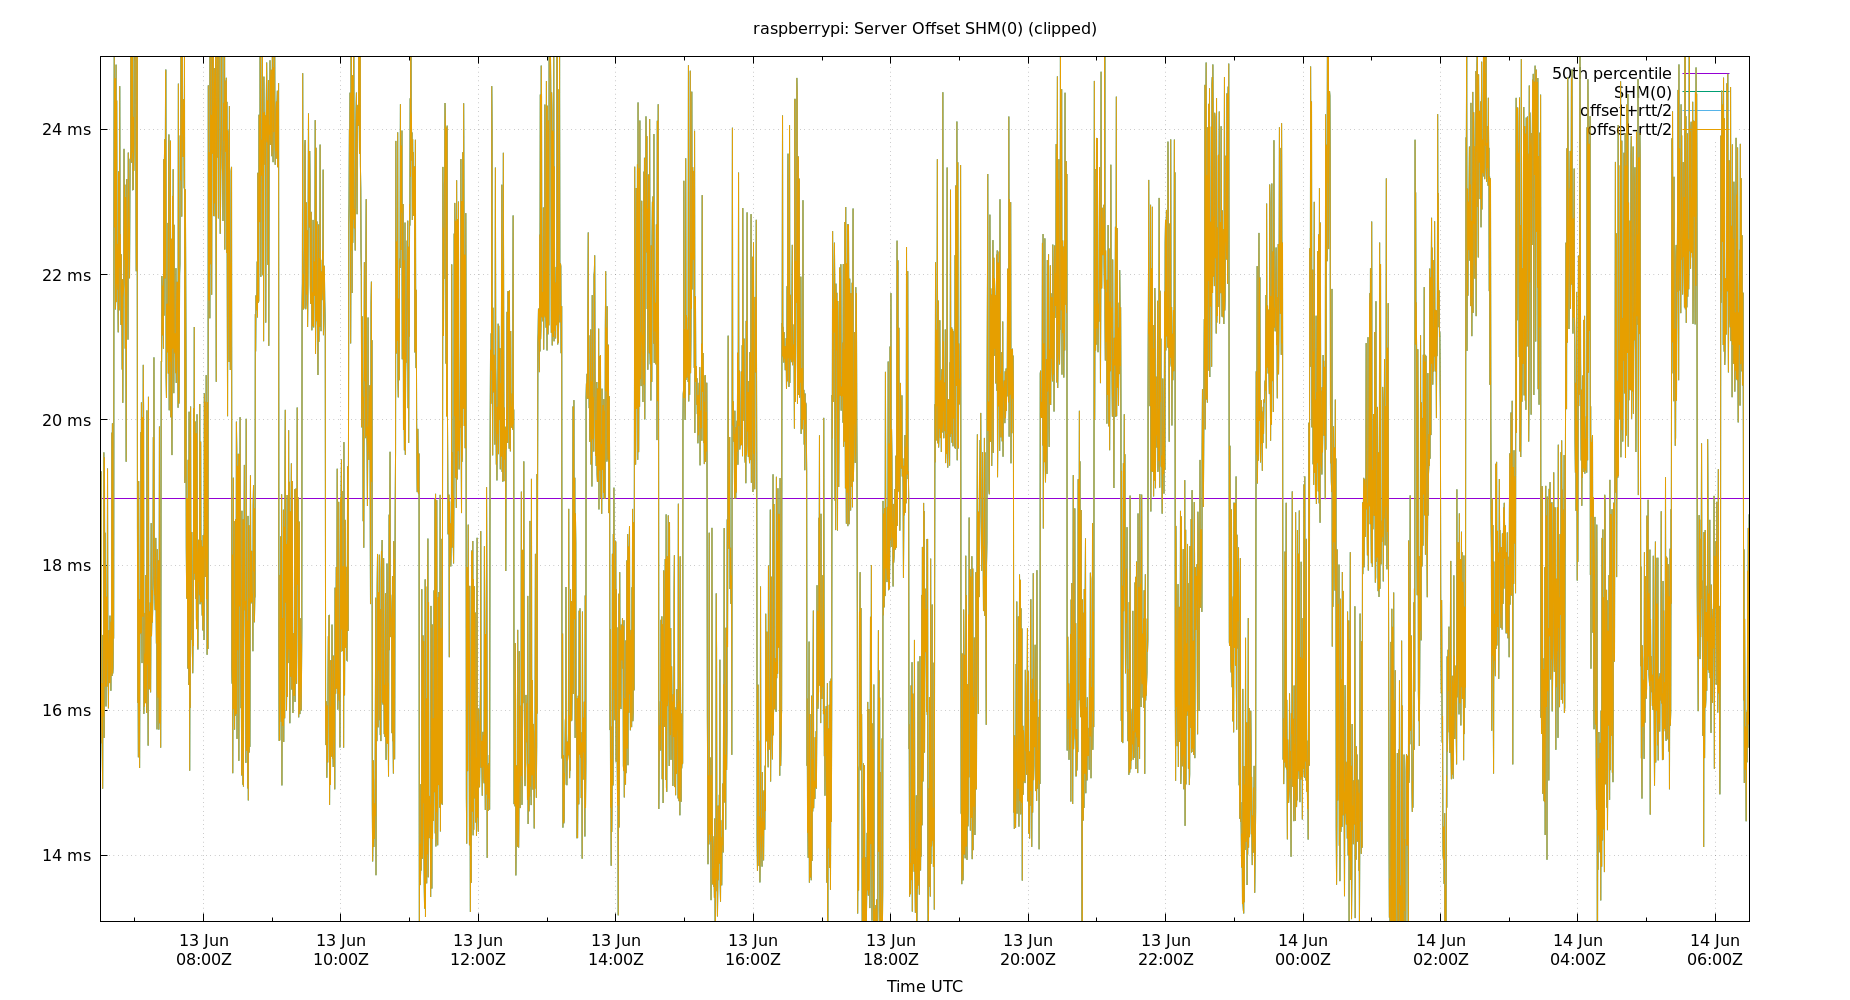 raspberrypi: Server Offset SHM(0) (clipped)
50th percentile
SHM(0)
offset+rtt/2
offset-rtt/2
24 ms
22 ms
20 ms
18 ms
16 ms
14 ms
13 Jun 13 Jun 13 Jun 13 Jun 13 Jun 13 Jun 13 Jun 13 Jun 14 Jun 14 Jun 14 Jun 14 Jun
08:00Z 10:00Z 12:00Z 14:00Z 16:00Z 18:00Z 20:00Z 22:00Z 00:00Z 02:00Z 04:00Z 06:00Z
Time UTC